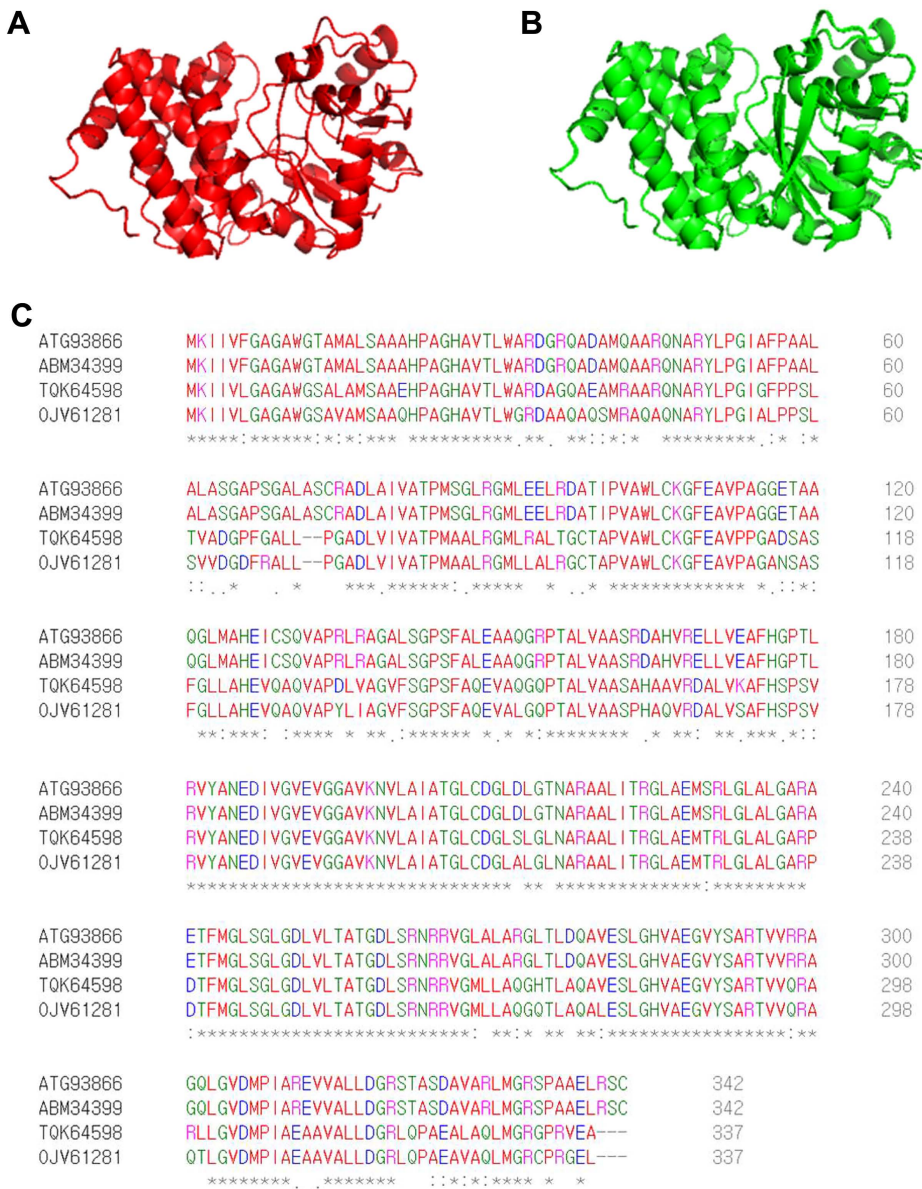 A
B
C
ATG93866 MKIIVFGAGAWGTAMALSAAAHPAGHAVTLWARDGRQADAMQAARQNARYLPGIAFPAAL 60
ABM34399 MKIIVFGAGAWGTAMALSAAAHPAGHAVTLWARDGRQADAMQAARQNARYLPGIAFPAAL 60
TQK64598 MKIIVLGAGAWGSALAMSAAEHPAGHAVTLWARDAGQAEAMRAARQNARYLPGIGFPPSL 60
OJV61281 MKIIVLGAGAWGSAVAMSAAQHPAGHAVTLWGRDAAQAQSMRAQAQNARYLPGIALPPSL 60
*****:******:*:*:*** **********.**. **::*:* *********.:* :*
ATG93866 ALASGAPSGALASCRADLAIVATPMSGLRGMLEELRDATIPVAWLCKGFEAVPAGGETAA 120
ABM34399 ALASGAPSGALASCRADLAIVATPMSGLRGMLEELRDATIPVAWLCKGFEAVPAGGETAA 120
TQK64598 TVADGPFGALL--PGADLVIVATPMAALRGMLRALTGCTAPVAWLCKGFEAVPPGADSAS 118
OJV61281 SVVDGDFRALL--PGADLVIVATPMAALRGMLLALRGCTAPVAWLCKGFEAVPAGANSAS 118
::..* . * ***.******:.***** * ..* *************.*.::*:
ATG93866 QGLMAHEICSQVAPRLRAGALSGPSFALEAAQGRPTALVAASRDAHVRELLVEAFHGPTL 180
ABM34399 QGLMAHEICSQVAPRLRAGALSGPSFALEAAQGRPTALVAASRDAHVRELLVEAFHGPTL 180
TQK64598 FGLLAHEVQAQVAPDLVAGVFSGPSFAQEVAQGQPTALVAASAHAAVRDALVKAFHSPSV 178
OJV61281 FGLLAHEVQAQVAPYLIAGVFSGPSFAQEVALGQPTALVAASPHAQVRDALVSAFHSPSV 178
**:***: :**** * **.:****** *.* *:******** .* **: **.***.*::
ATG93866 RVYANEDIVGVEVGGAVKNVLAIATGLCDGLDLGTNARAALITRGLAEMSRLGLALGARA 240
ABM34399 RVYANEDIVGVEVGGAVKNVLAIATGLCDGLDLGTNARAALITRGLAEMSRLGLALGARA 240
TQK64598 RVYANEDIVGVEVGGAVKNVLAIATGLCDGLSLGLNARAALITRGLAEMTRLGLALGARP 238
OJV61281 RVYANEDIVGVEVGGAVKNVLAIATGLCDGLALGLNARAALITRGLAEMTRLGLALGARP 238
******************************* ** **************:*********
ATG93866 ETFMGLSGLGDLVLTATGDLSRNRRVGLALARGLTLDQAVESLGHVAEGVYSARTVVRRA 300
ABM34399 ETFMGLSGLGDLVLTATGDLSRNRRVGLALARGLTLDQAVESLGHVAEGVYSARTVVRRA 300
TQK64598 DTFMGLSGLGDLVLTATGDLSRNRRVGMLLAQGHTLAQAVESLGHVAEGVYSARTVVQRA 298
OJV61281 DTFMGLSGLGDLVLTATGDLSRNRRVGMLLAQGQTLAQALESLGHVAEGVYSARTVVQRA 298
:**************************: **:* ** **:*****************:**
ATG93866 GQLGVDMPIAREVVALLDGRSTASDAVARLMGRSPAAELRSC 342
ABM34399 GQLGVDMPIAREVVALLDGRSTASDAVARLMGRSPAAELRSC 342
TQK64598 RLLGVDMPIAEAAVALLDGRLQPAEALAQLMGRGPRVEA--- 337
OJV61281 QTLGVDMPIAEAAVALLDGRLQPAEAVAQLMGRCPRGEL--- 337
********. .******* ::*:*:**** * *